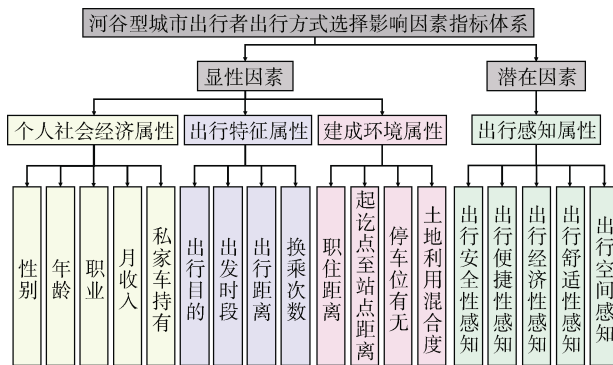 河谷型城市出行者出行方式选择影响因素指标体系
显性因素
潜在因素
个人社会经济属性
出行特征属性
建成环境属性
出行感知属性
性别
年龄
职业
月收入
私家车持有
出行目的
出发时段
出行距离
换乘次数
职住距离
起讫点至站点距离
停车位有无
土地利用混合度
出行安全性感知
出行便捷性感知
出行经济性感知
出行舒适性感知
出行空间感知